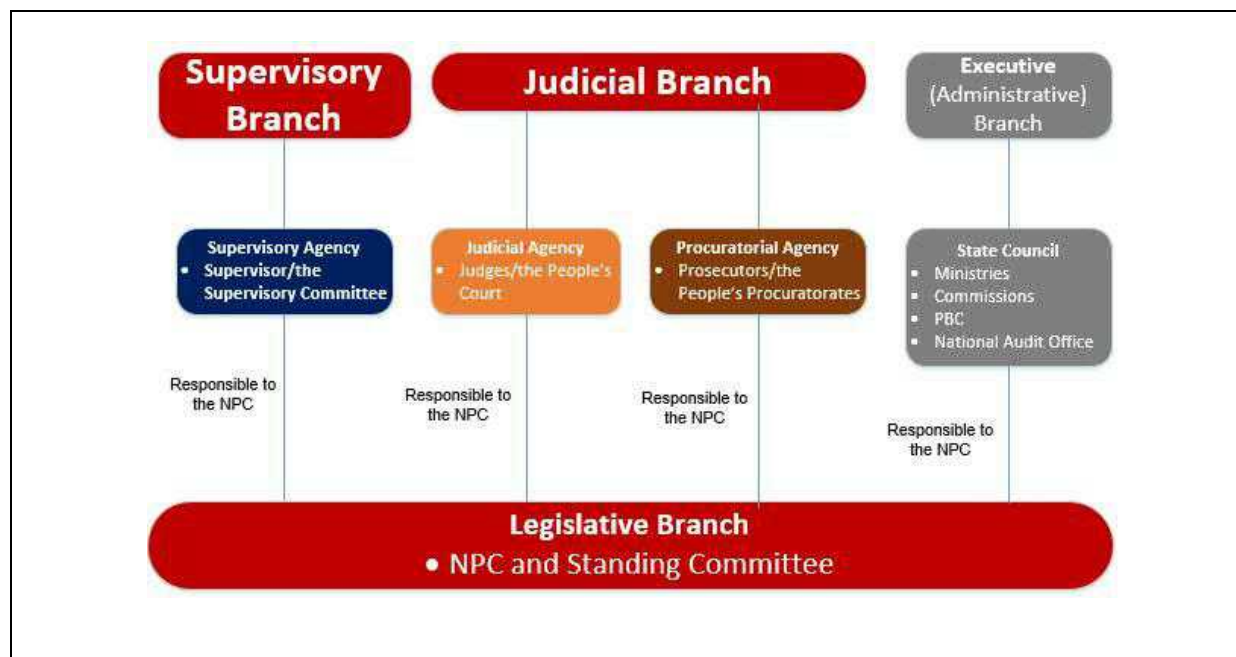 Supervisory
Branch
Judicial Branch
Executive
(Administrative)
Branch
Supervisory Agency
• Supervisor/the
Supervisory Committee
Judicial Agency
• Judges/the People's
Court
Procuratorial Agency
• Prosecutors/the
People's Procuratorates
State Council
• Ministries
• Commissions
• PBC
• National Audit Office
Responsible to
the NPC
Responsible to
the NPC
Responsible to
the NPC
Responsible to
the NPC
Legislative Branch
• NPC and Standing Committee